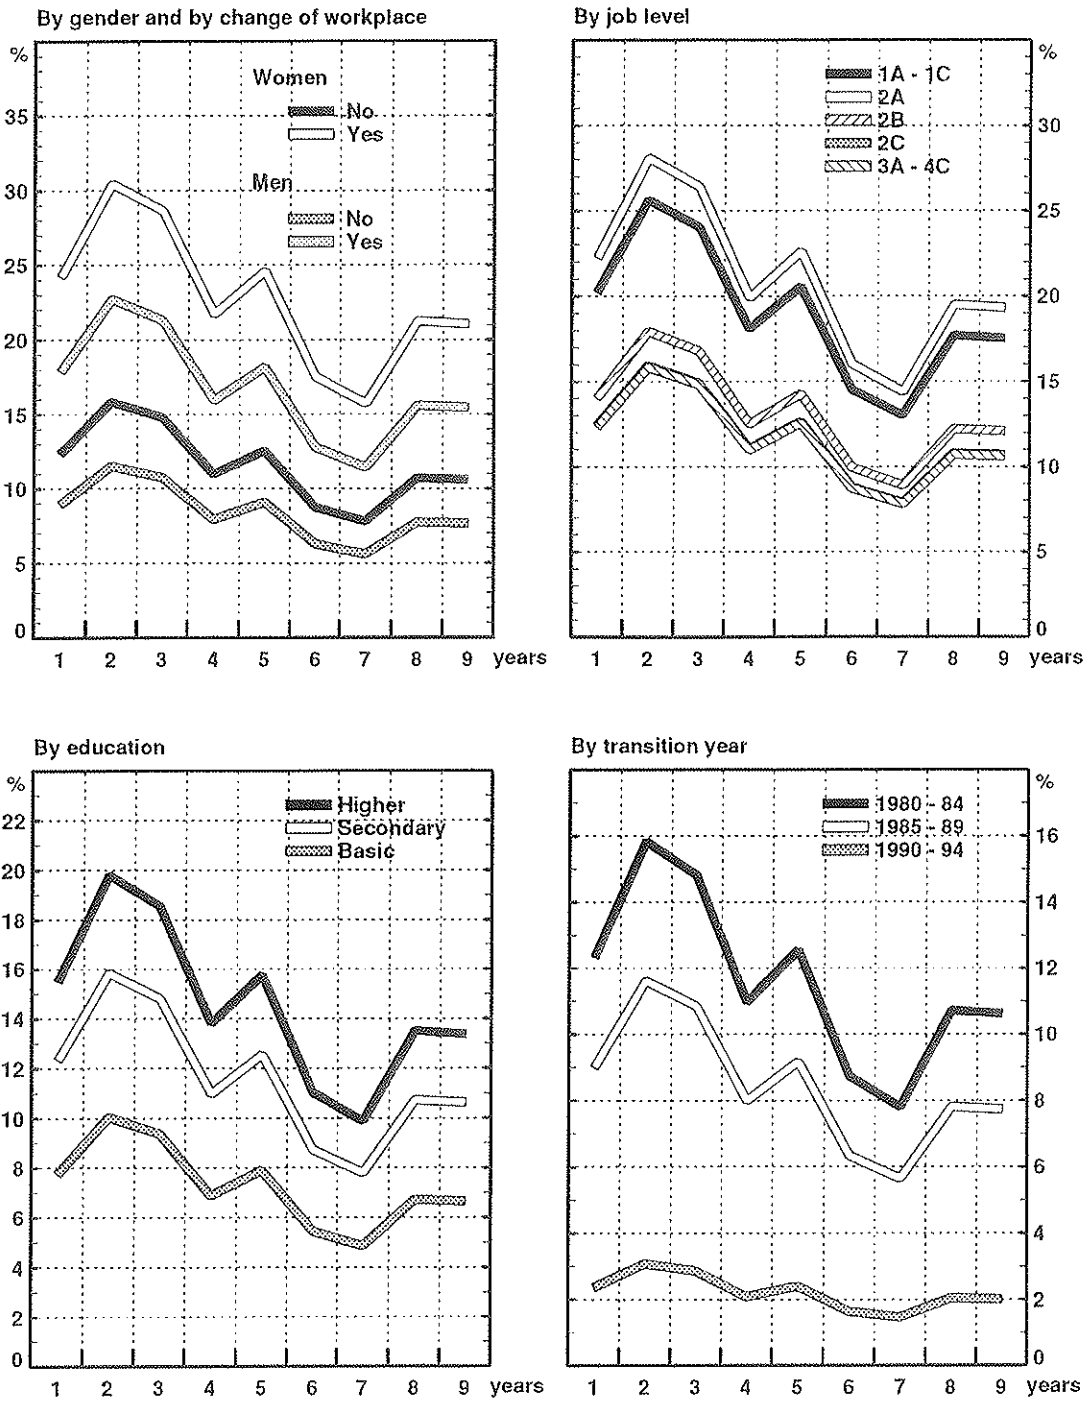 By gender and by change of workplace
%
Women
No
Yes
Men
No
Yes
35
30
25
20
15
10
5
0
1 2 3 4 5 6 7 8 9 years
By job level
%
1A - 1C
2A
2B
2C
3A - 4C
30
25
20
15
10
5
0
1 2 3 4 5 6 7 8 9 years
By education
%
Higher
Secondary
Basic
22
20
18
16
14
12
10
8
6
4
2
0
1 2 3 4 5 6 7 8 9 years
By transition year
%
1980 - 84
1985 - 89
1990 - 94
16
14
12
10
8
6
4
2
0
1 2 3 4 5 6 7 8 9 years